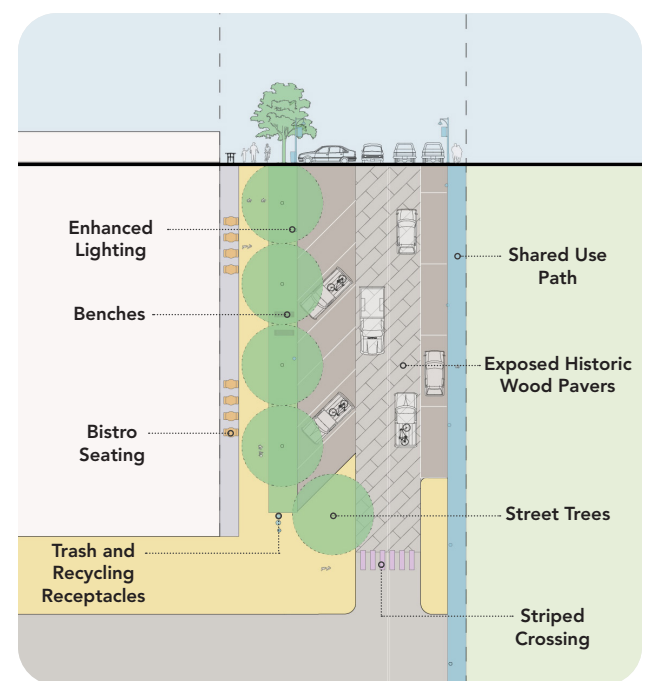 Enhanced
Lighting
Benches
Bistro
Seating
Trash and
Recycling
Receptacles
Shared Use
Path
Exposed Historic
Wood Pavers
Street Trees
Striped
Crossing